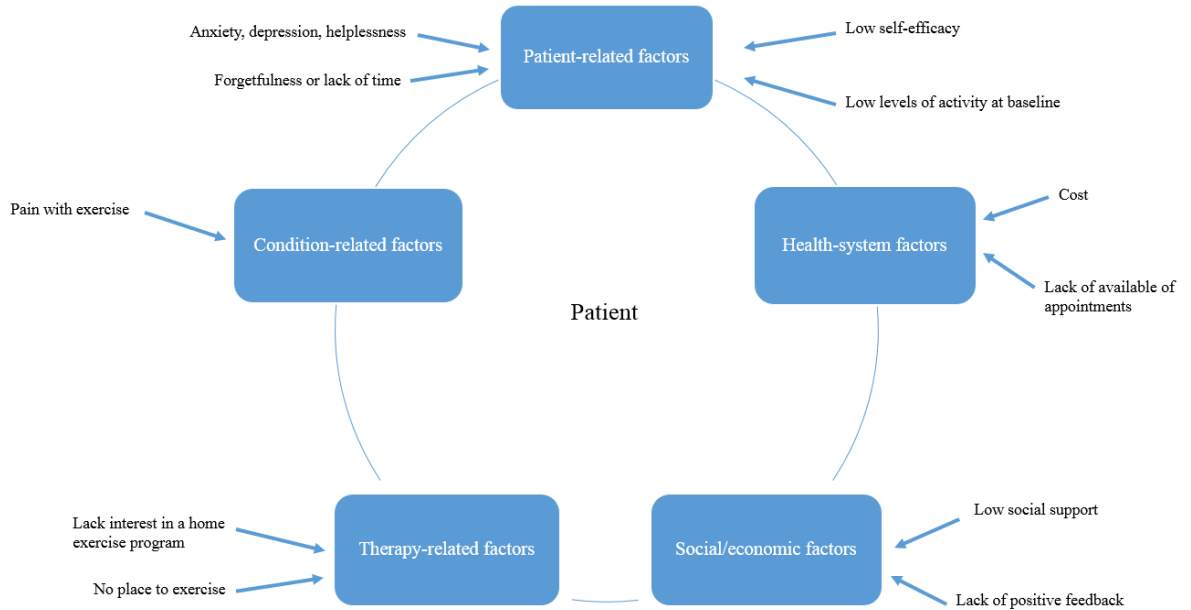 Anxiety, depression, helplessness
Forgetfulness or lack of time
Patient-related factors
Low self-efficacy
Low levels of activity at baseline
Pain with exercise
Condition-related factors
Health-system factors
Cost
Lack of available of
appointments
Patient
Lack interest in a home
exercise program
No place to exercise
Therapy-related factors
Social/economic factors
Low social support
Lack of positive feedback